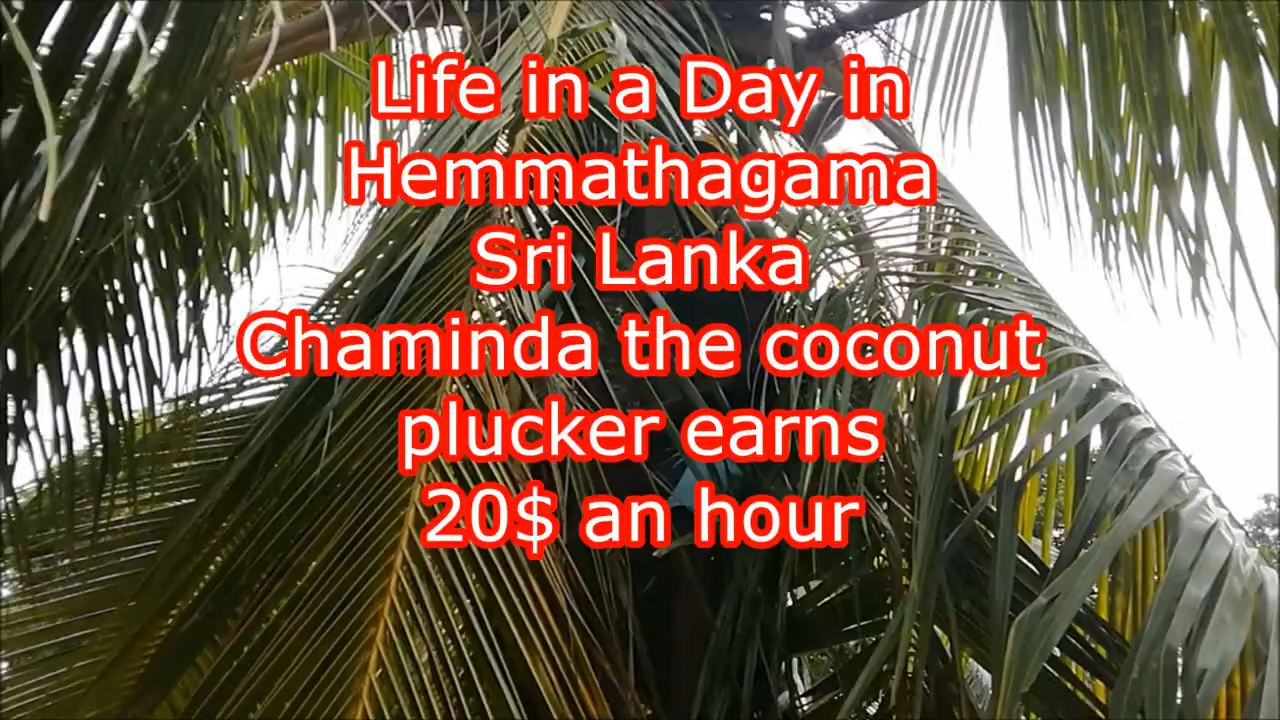 Life in a Day in
Hemmathagama
Sri Lanka
Chaminda the coconut
plucker earns
20$ an hour